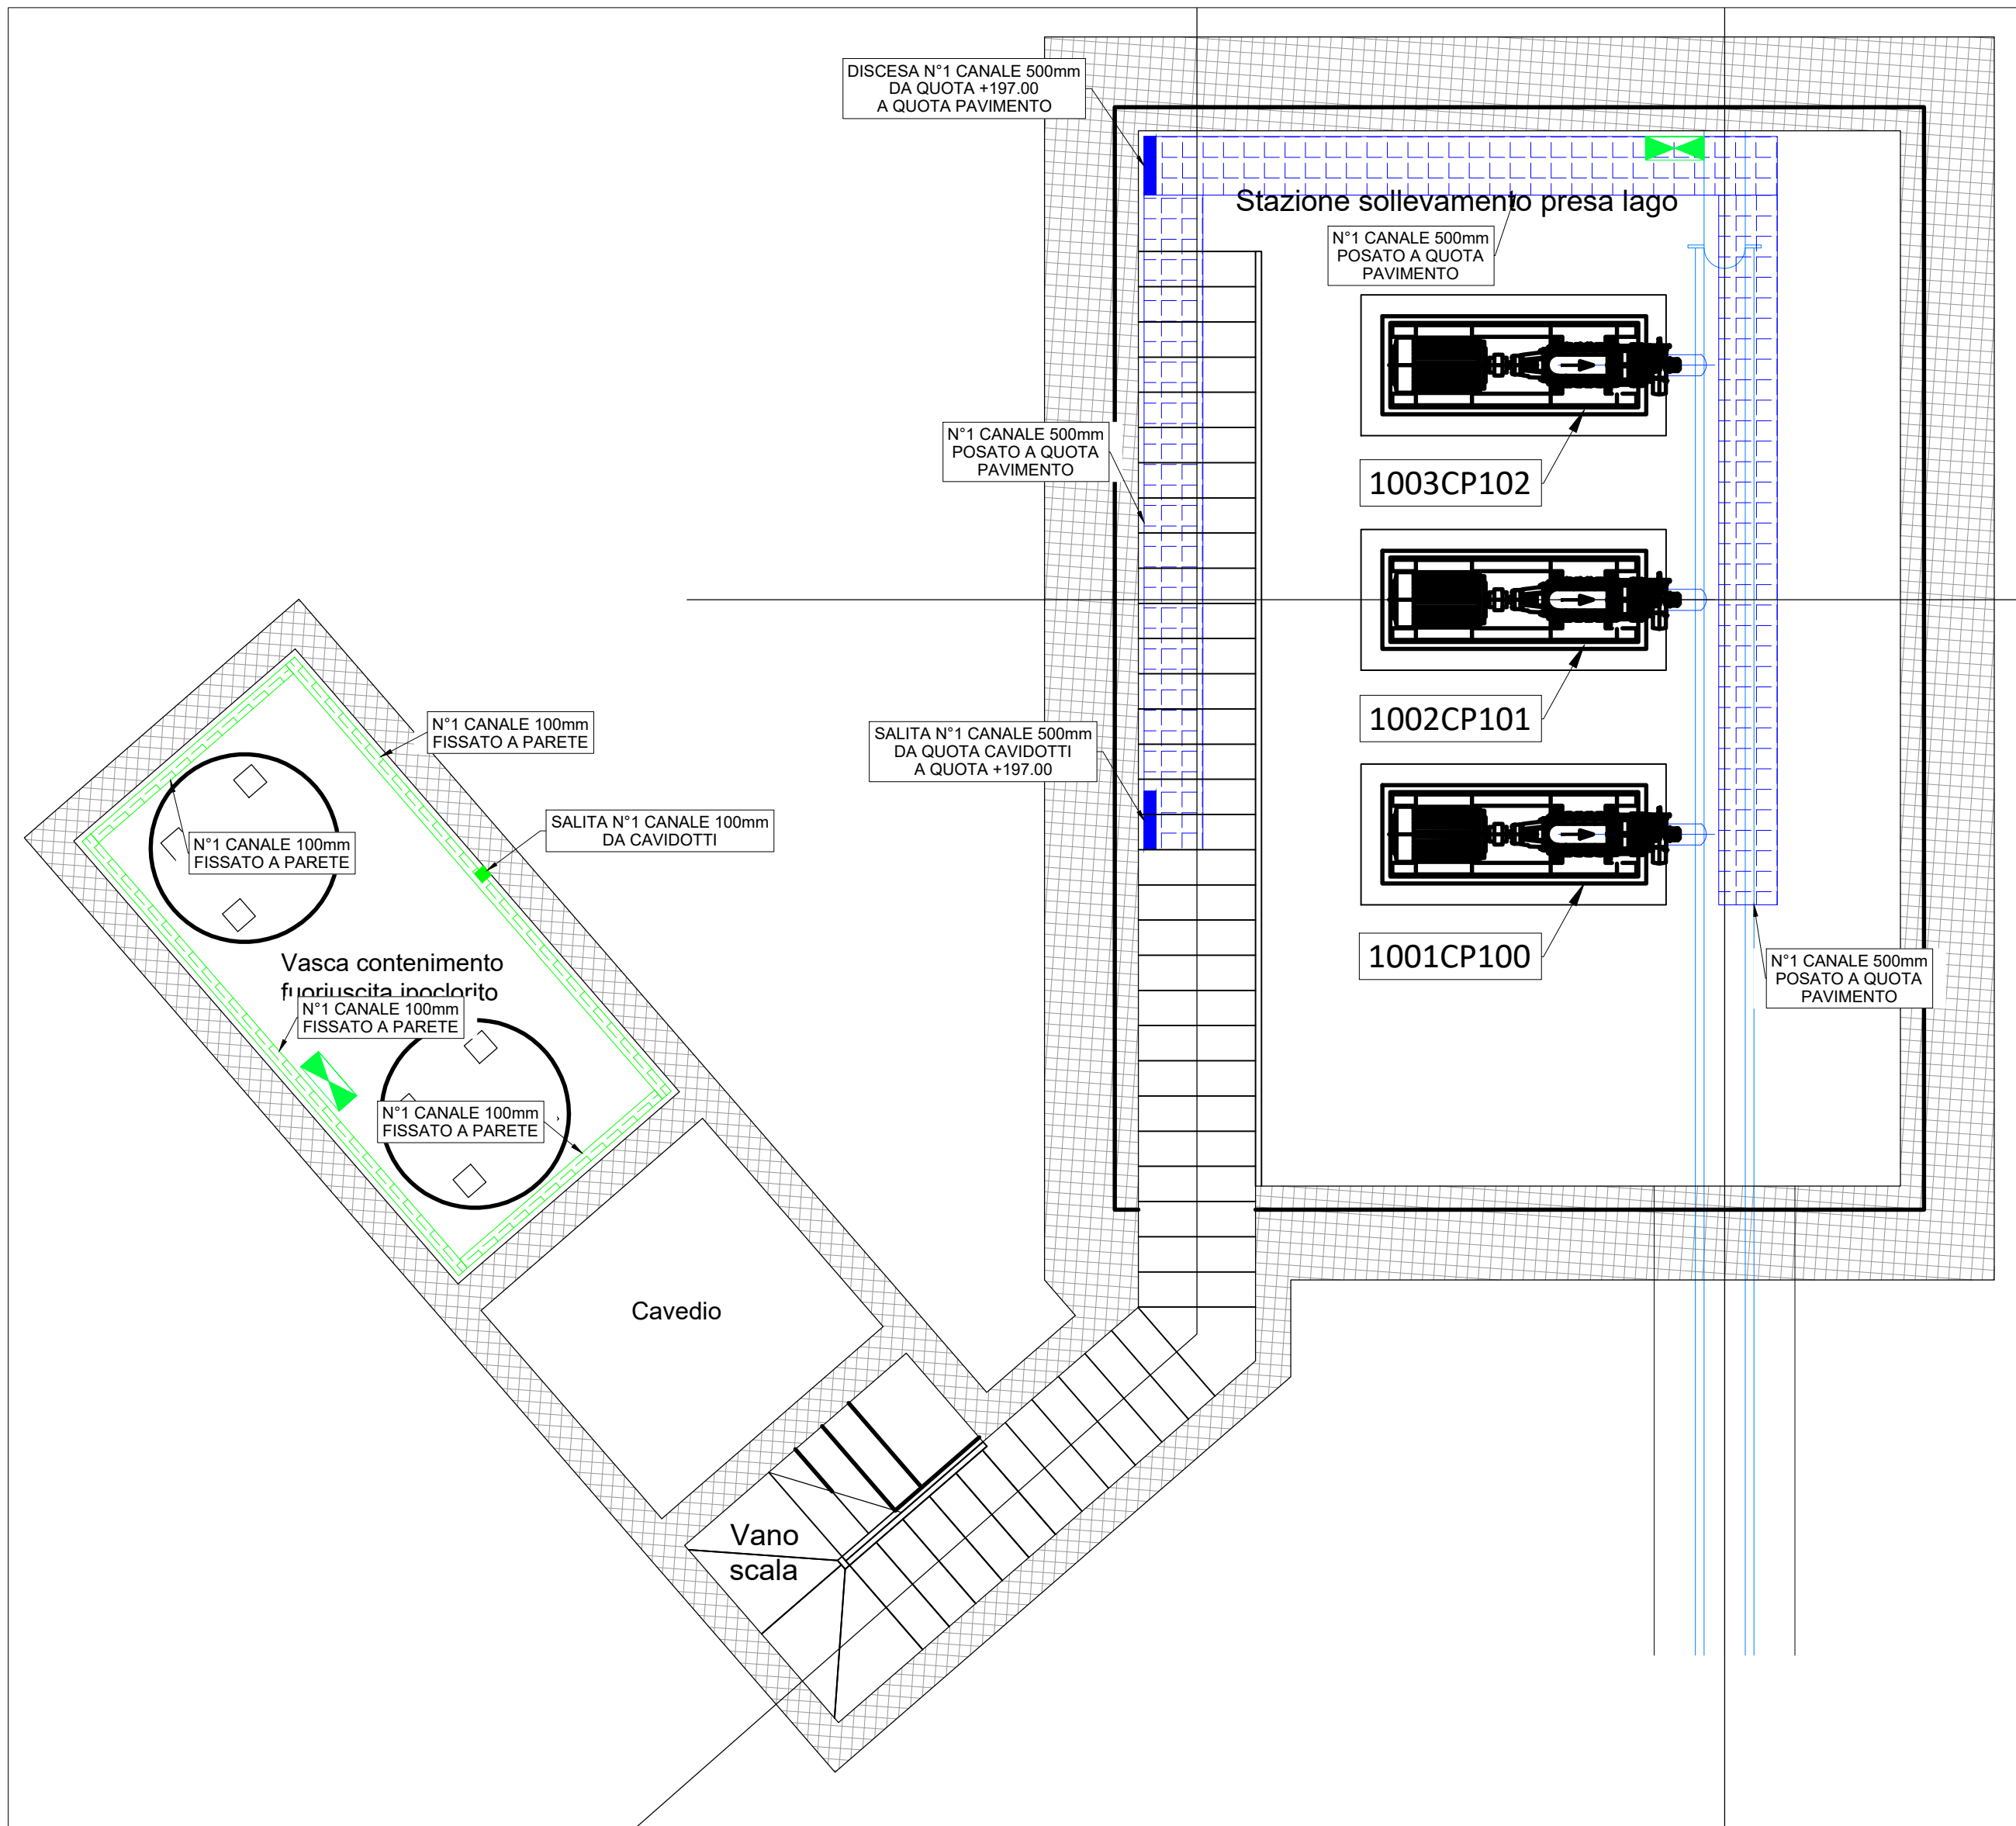 DISCESA N°1 CANALE 500mm
DA QUOTA +197.00
A QUOTA PAVIMENTO
Stazione sollevamento presa lago
N°1 CANALE 500mm
POSATO A QUOTA
PAVIMENTO
N°1 CANALE 500mm
POSATO A QUOTA
PAVIMENTO
1003CP102
1002CP101
SALITA N°1 CANALE 500mm
DA QUOTA CAVIDOTTI
A QUOTA +197.00
1001CP100
N°1 CANALE 500mm
POSATO A QUOTA
PAVIMENTO
N°1 CANALE 100mm
FISSATO A PARETE
SALITA N°1 CANALE 100mm
DA CAVIDOTTI
N°1 CANALE 100mm
FISSATO A PARETE
Vasca contenimento
fuoriuscita ipoclorito
N°1 CANALE 100mm
FISSATO A PARETE
N°1 CANALE 100mm
FISSATO A PARETE
Cavedio
Vano
scala